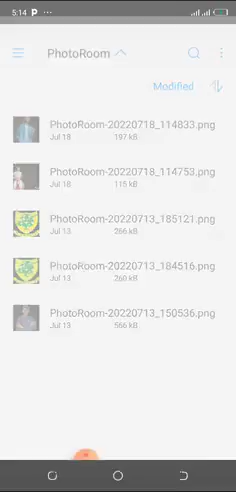 5:14 P ...
PhotoRoom
Modified
PhotoRoom-20220718_114833.png
Jul 18 197 kB
PhotoRoom-20220718_114753.png
Jul 18 115 kB
PhotoRoom-20220713_185121.png
Jul 13 266 kB
PhotoRoom-20220713_184516.png
Jul 13 260 kB
PhotoRoom-20220713_150536.png
Jul 13 566 kB